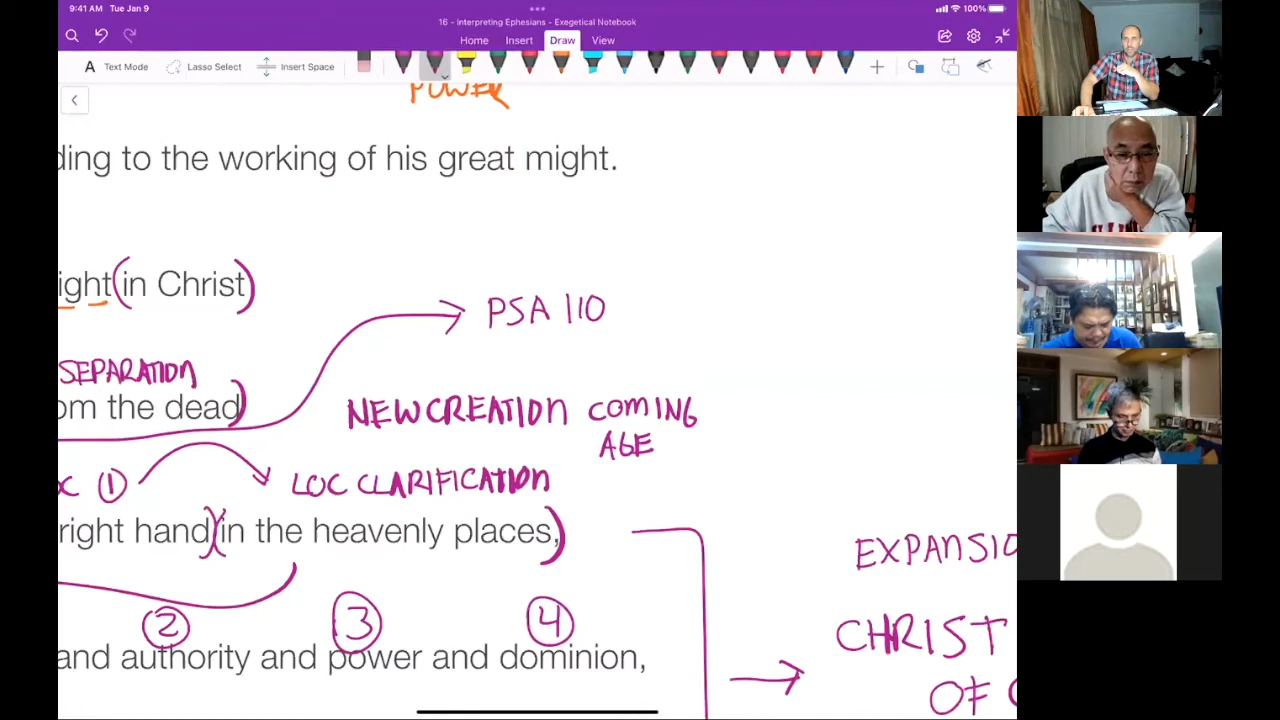 9:41 AM Tue Jan 9
100%
16 - Interpreting Ephesians - Exegetical Notebook
Home Insert Draw View
Text Mode Lasso Select Insert Space
POWER
ding to the working of his great might.
ight (in Christ)
PSA 110
SEPARATION
om the dead)
NEW CREATION COMING
AGE
① LOC CLARIFICATION
right hand)(in the heavenly places,)
EXPANSIO
② ③ ④
CHRIST
and authority and power and dominion,
OF